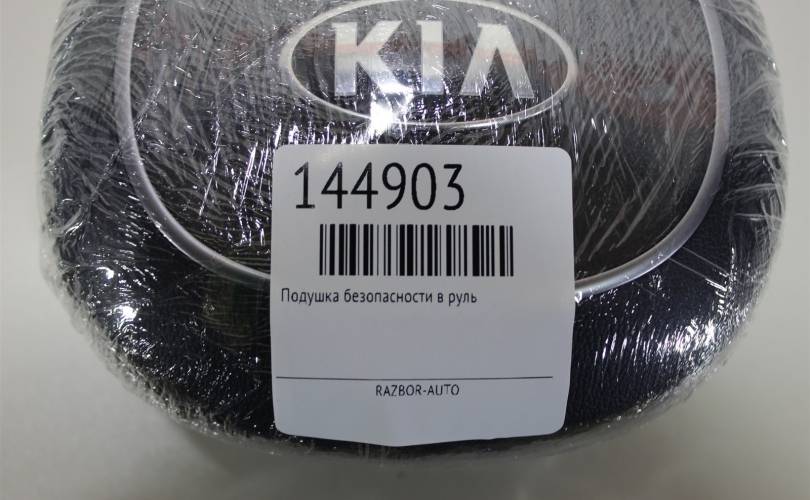 KIA
144903
Подушка безопасности в руль
RAZBOR-AUTO